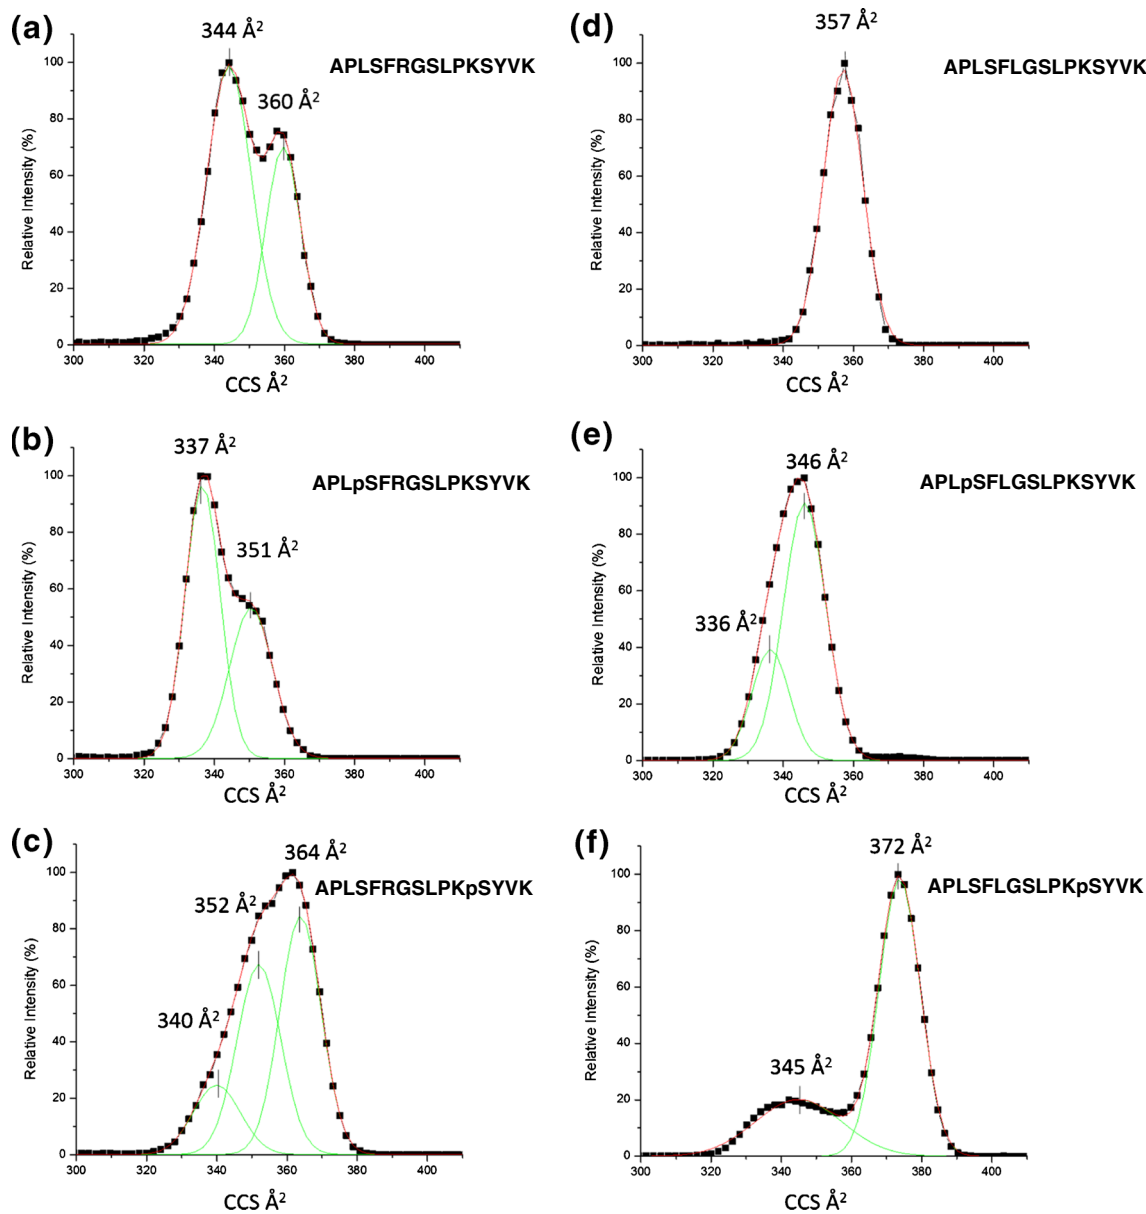 (a)
344 Å²
360 Å²
APLSFRGSLPKSYVK
Relative Intensity (%)
100
80
60
40
20
0
300 320 340 360 380 400
CCS Å²
(d)
357 Å²
APLSFLGSLPKSYVK
Relative Intensity (%)
100
80
60
40
20
0
300 320 340 360 380 400
CCS Å²
(b)
337 Å²
351 Å²
APLpSFRGSLPKSYVK
Relative Intensity (%)
100
80
60
40
20
0
300 320 340 360 380 400
CCS Å²
(e)
346 Å²
336 Å²
APLpSFLGSLPKSYVK
Relative Intensity (%)
100
80
60
40
20
0
300 320 340 360 380 400
CCS Å²
(c)
364 Å²
352 Å²
340 Å²
APLSFRGSLPKpSYVK
Relative Intensity (%)
100
80
60
40
20
0
300 320 340 360 380 400
CCS Å²
(f)
372 Å²
345 Å²
APLSFLGSLPKpSYVK
Relative Intensity (%)
100
80
60
40
20
0
300 320 340 360 380 400
CCS Å²